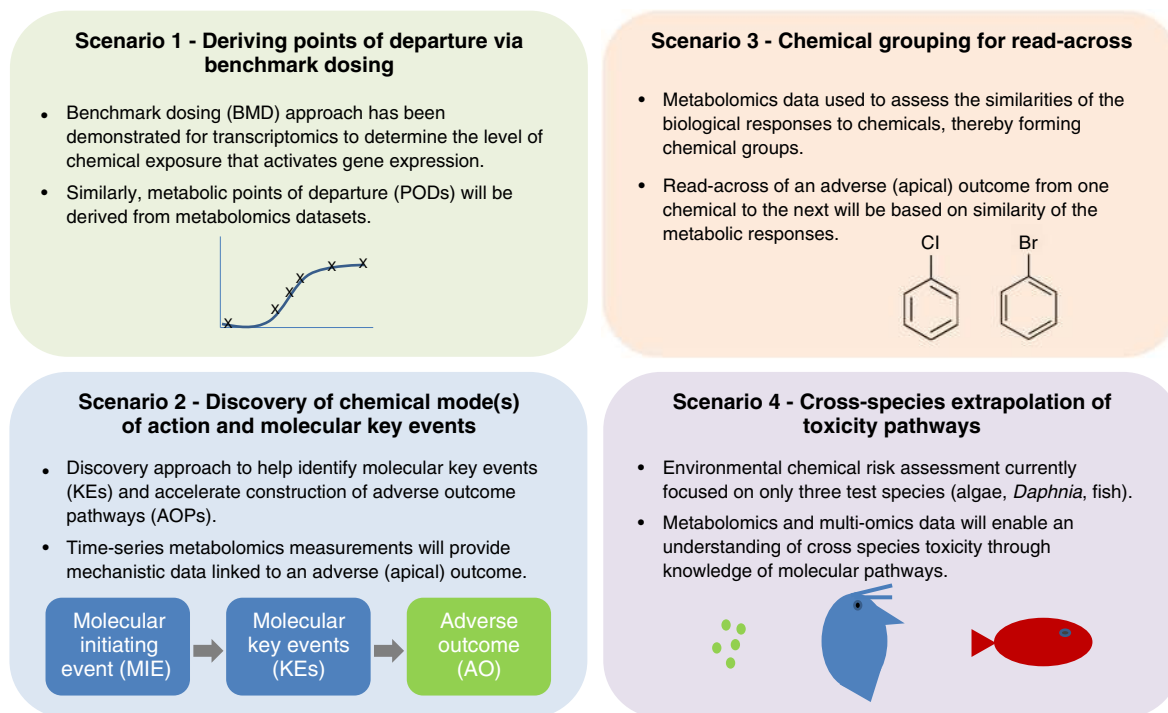 Scenario 1 - Deriving points of departure via
benchmark dosing
• Benchmark dosing (BMD) approach has been
demonstrated for transcriptomics to determine the level of
chemical exposure that activates gene expression.
• Similarly, metabolic points of departure (PODs) will be
derived from metabolomics datasets.
X X X X X X
Scenario 2 - Discovery of chemical mode(s)
of action and molecular key events
• Discovery approach to help identify molecular key events
(KEs) and accelerate construction of adverse outcome
pathways (AOPs).
• Time-series metabolomics measurements will provide
mechanistic data linked to an adverse (apical) outcome.
Molecular
initiating
event (MIE)
Molecular
key events
(KEs)
Adverse
outcome
(AO)
Scenario 3 - Chemical grouping for read-across
• Metabolomics data used to assess the similarities of the
biological responses to chemicals, thereby forming
chemical groups.
• Read-across of an adverse (apical) outcome from one
chemical to the next will be based on similarity of the
metabolic responses.
Cl
Br
Scenario 4 - Cross-species extrapolation of
toxicity pathways
• Environmental chemical risk assessment currently
focused on only three test species (algae, Daphnia, fish).
• Metabolomics and multi-omics data will enable an
understanding of cross species toxicity through
knowledge of molecular pathways.